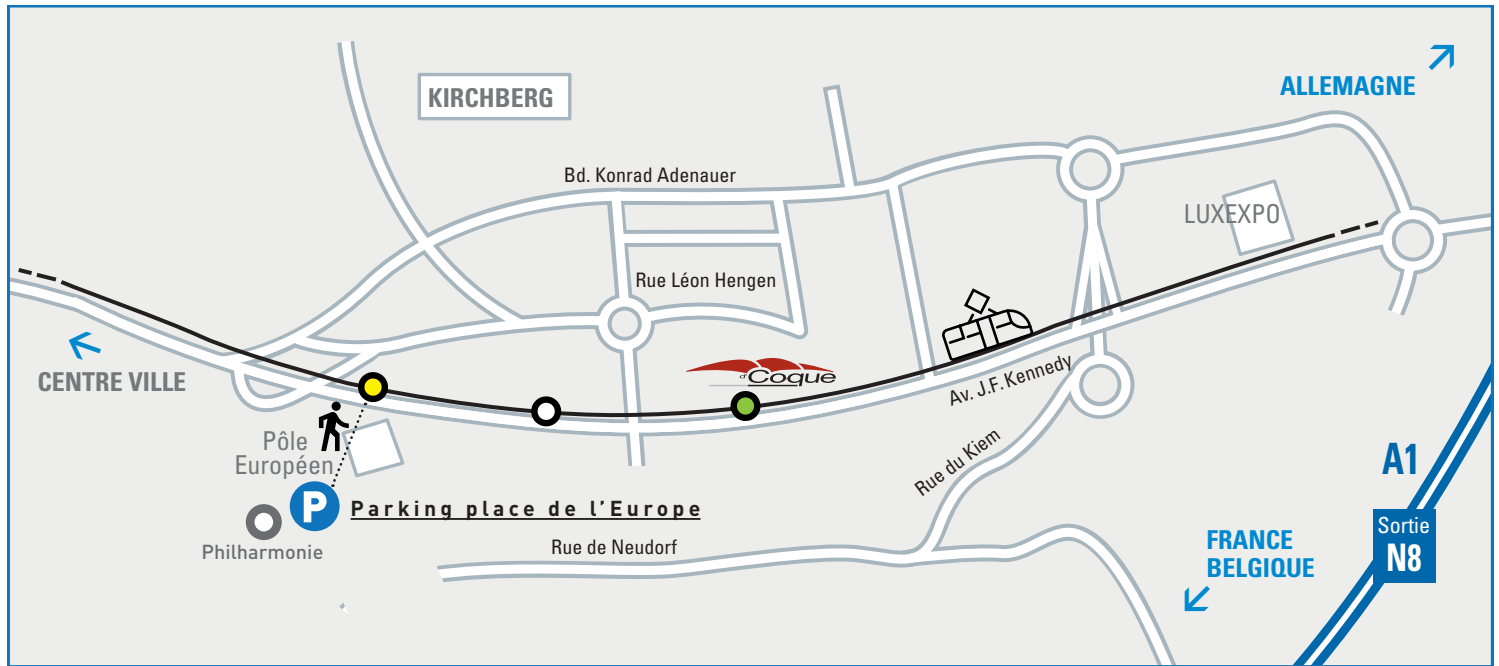 KIRCHBERG
ALLEMAGNE
Bd. Konrad Adenauer
LUXEXPO
Rue Léon Hengen
CENTRE VILLE
d'Coque
Av. J.F. Kennedy
Pôle
Européen
Rue du Kiem
A1
P
Parking place de l'Europe
Philharmonie
Rue de Neudorf
Sortie
N8
FRANCE
BELGIQUE